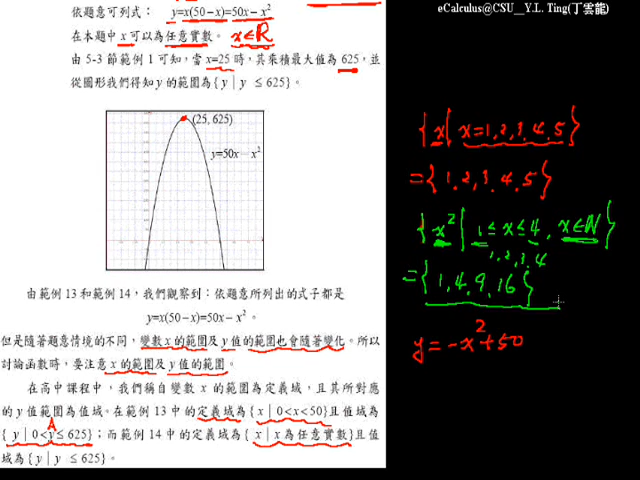 eCalculus@CSU__Y.L. Ting(丁雲龍)
依題意可列式： y=x(50−x)=50x−x²
在本題中 x 可以為任意實數。 x∈R
由 5-3 節範例 1 可知，當 x=25 時，其乘積最大值為 625，並
從圖形我們得知 y 的範圍為{ y | y ≤625}。
(25, 625)
y=50x−x²
由範例 13 和範例 14，我們觀察到：依題意所列出的式子都是
y=x(50−x)=50x−x²。
但是隨著題意情境的不同，變數 x 的範圍及 y 值的範圍也會隨著變化。所以
討論函數時，要注意 x 的範圍及 y 值的範圍。
在高中課程中，我們稱自變數 x 的範圍為定義域，且其所對應
的 y 值範圍為值域。在範例 13 中的定義域為{ x | 0<x<50}且值域為
{ y | 0<y≤625}；而範例 14 中的定義域為{ x | x 為任意實數}且值
域為{ y | y ≤625}。
{x| x=1,2,3,4,5}
={1,2,3,4,5}
{x²| 1≤x≤4, x∈N}
1,2,3,4
={1,4,9,16}
y=−x²+50